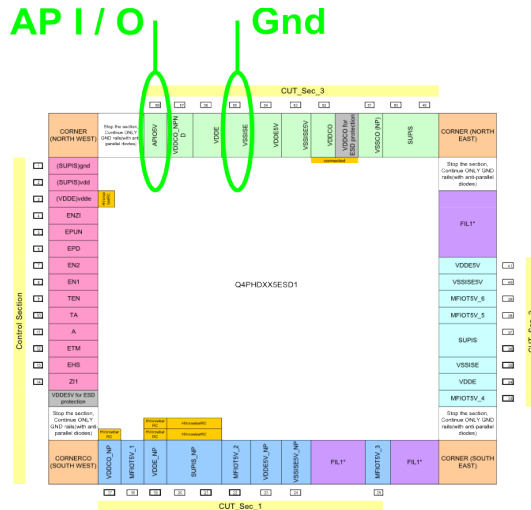 AP I / O
Gnd
CUT_Sec_3
CORNER
(NORTH WEST)
Stop the section,
Continue ONLY
GND rails(with anti-
parallel diodes)
APIO5V
VDDCO_NPN
D
VDDE
VSSISE
VDDE5V
VSSISE5V
VDDCO
VDDCO for
ESD protection
VSSCO (NP)
SUPIS
CORNER (NORTH
EAST)
connected
(SUPIS)gnd
(SUPIS)vdd
(VDDE)vdde
ENZI
EPUN
EPD
EN2
EN1
TEN
TA
A
ETM
EHS
ZI1
VDDE5V for ESD
protection
Stop the section,
Continue ONLY
GND rails(with anti-
parallel diodes)
Control Section
Q4PHDXX5ESD1
Stop the section,
Continue ONLY GND
rails(with anti-parallel
diodes)
FIL1*
VDDE5V
VSSISE5V
MFIOT5V_6
MFIOT5V_5
SUPIS
VSSISE
VDDE
MFIOT5V_4
Stop the section,
Continue ONLY GND
rails(with anti-parallel
diodes)
CORNERCO
(SOUTH WEST)
VDDCO_NP
MFIOT5V_1
VDDE_NP
SUPIS_NP
MFIOT5V_2
VDDE5V_NP
VSSISE5V_NP
FIL1*
MFIOT5V_3
FIL1*
CORNER (SOUTH
EAST)
CUT_Sec_1